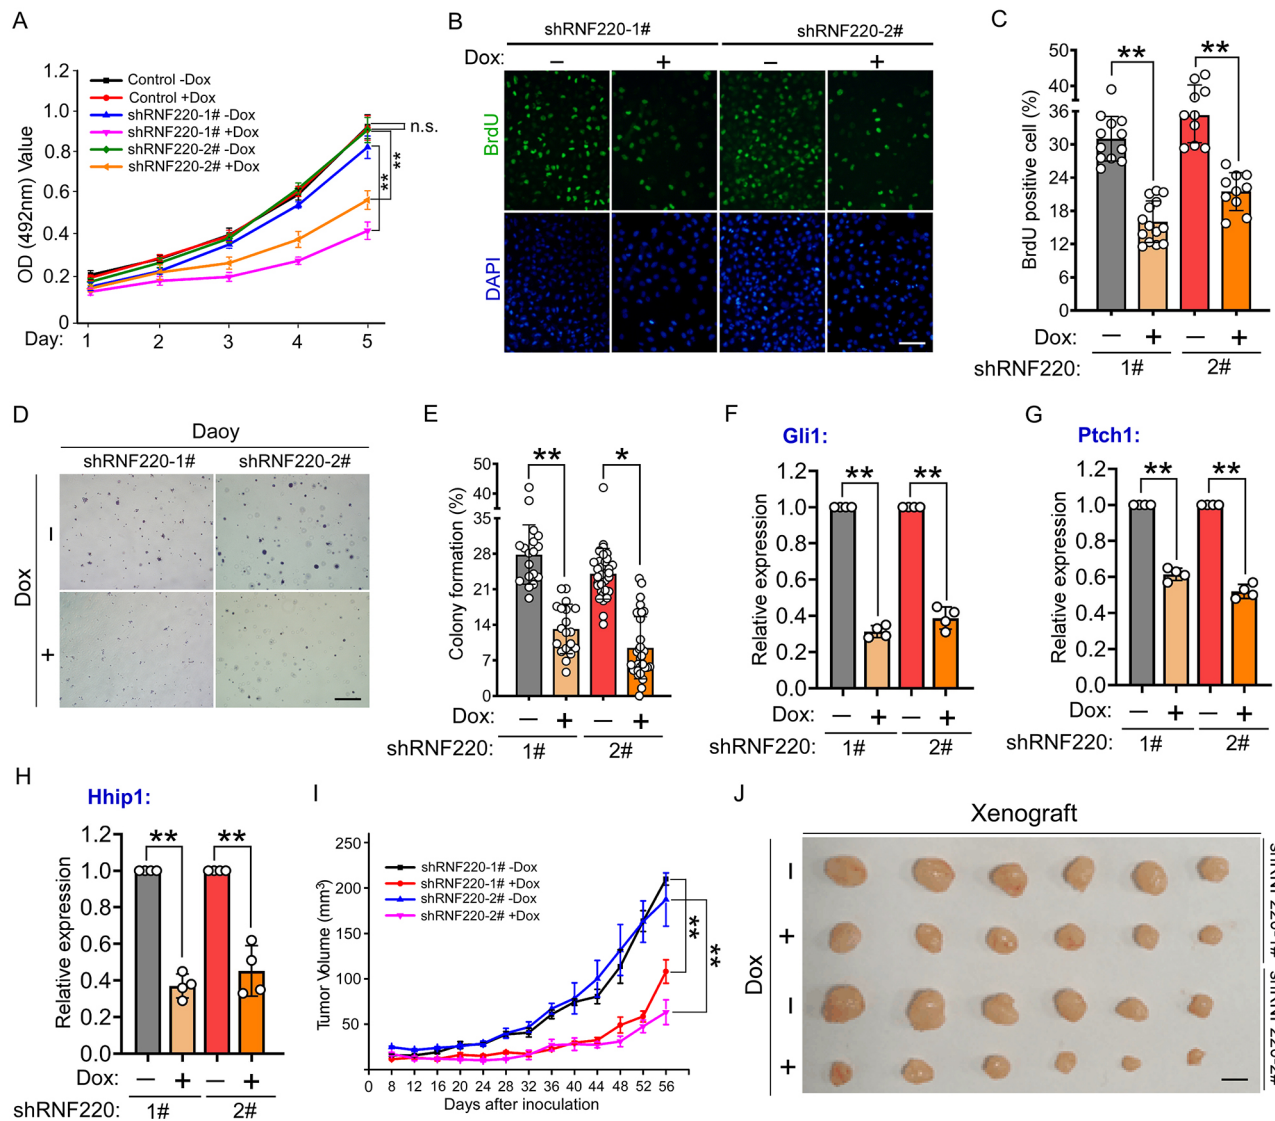 A
OD (492nm) Value
1.2
1.0
0.8
0.6
0.4
0.2
0
Control -Dox
Control +Dox
shRNF220-1# -Dox
shRNF220-1# +Dox
shRNF220-2# -Dox
shRNF220-2# +Dox
n.s.
**
**
Day: 1 2 3 4 5
B
shRNF220-1# shRNF220-2#
Dox: − + − +
BrdU
DAPI
C
BrdU positive cell (%)
50
40
36
30
24
18
12
6
0
** **
Dox: − + − +
shRNF220: 1# 2#
D
Daoy
shRNF220-1# shRNF220-2#
Dox
−
+
E
Colony formation (%)
50
40
35
28
21
14
7
0
** *
Dox: − + − +
shRNF220: 1# 2#
F
Gli1:
Relative expression
1.2
1.0
0.8
0.6
0.4
0.2
0.0
** **
Dox: − + − +
shRNF220: 1# 2#
G
Ptch1:
Relative expression
1.2
1.0
0.8
0.6
0.4
0.2
0.0
** **
Dox: − + − +
shRNF220: 1# 2#
H
Hhip1:
Relative expression
1.2
1.0
0.8
0.6
0.4
0.2
0.0
** **
Dox: − + − +
shRNF220: 1# 2#
I
Tumor Volume (mm³)
250
200
150
100
50
shRNF220-1# -Dox
shRNF220-1# +Dox
shRNF220-2# -Dox
shRNF220-2# +Dox
**
**
0 8 12 16 20 24 28 32 36 40 44 48 52 56
Days after inoculation
J
Xenograft
Dox
−
+
−
+
shRNF220-1#
shRNF220-2#